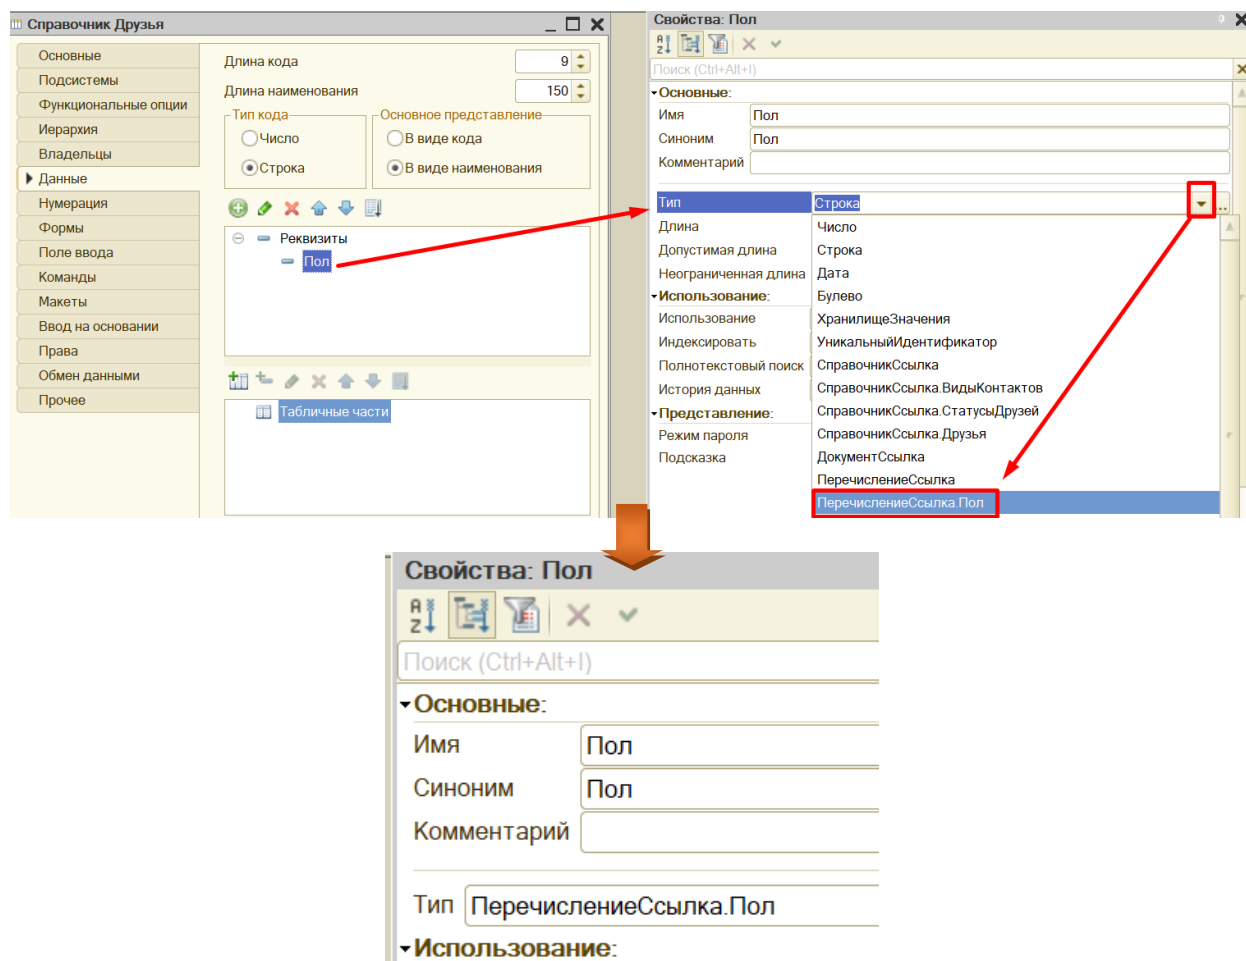 Справочник Друзья
Основные
Подсистемы
Функциональные опции
Иерархия
Владельцы
Данные
Нумерация
Формы
Поле ввода
Команды
Макеты
Ввод на основании
Права
Обмен данными
Прочее
Длина кода 9
Длина наименования 150
Тип кода
Число
Строка
Основное представление
В виде кода
В виде наименования
Реквизиты
Пол
Табличные части
Свойства: Пол
Поиск (Ctrl+Alt+I)
Основные:
Имя Пол
Синоним Пол
Комментарий
Тип Строка ...
Длина
Допустимая длина
Неограниченная длина
Использование:
Использование
Индексировать
Полнотекстовый поиск
История данных
Представление:
Режим пароля
Подсказка
Число
Строка
Дата
Булево
ХранилищеЗначения
УникальныйИдентификатор
СправочникСсылка
СправочникСсылка.ВидыКонтактов
СправочникСсылка.СтатусыДрузей
СправочникСсылка.Друзья
ДокументСсылка
ПеречислениеСсылка
ПеречислениеСсылка.Пол
Свойства: Пол
Поиск (Ctrl+Alt+I)
Основные:
Имя Пол
Синоним Пол
Комментарий
Тип ПеречислениеСсылка.Пол
Использование: